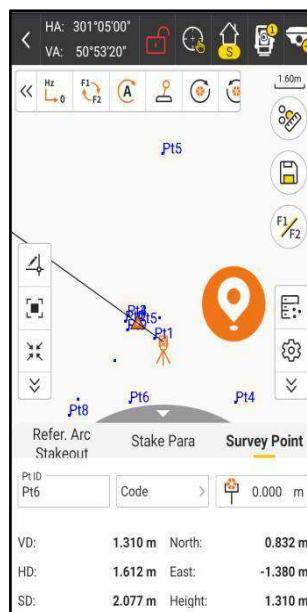 HA: 301°05'00"
VA: 50°53'20"
S
1
Hz
0
F1
F2
A
1.60m
F1/F2
Pt5
Pt1
Pt6
Pt4
Pt8
Refer. Arc Stakeout
Stake Para
Survey Point
Pt ID
Pt6
Code
0.000 m
VD: 1.310 m North: 0.832 m
HD: 1.612 m East: -1.380 m
SD: 2.077 m Height: 1.310 m